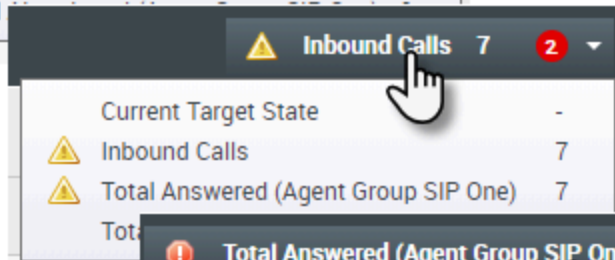 Inbound Calls 7 2
Current Target State -
Inbound Calls 7
Total Answered (Agent Group SIP One) 7
Total Answered (Agent Group SIP